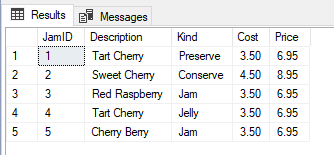 Results Messages
JamID Description Kind Cost Price
1 1 Tart Cherry Preserve 3.50 6.95
2 2 Sweet Cherry Conserve 4.50 8.95
3 3 Red Raspberry Jam 3.50 6.95
4 4 Tart Cherry Jelly 3.50 6.95
5 5 Cherry Berry Jam 3.50 6.95